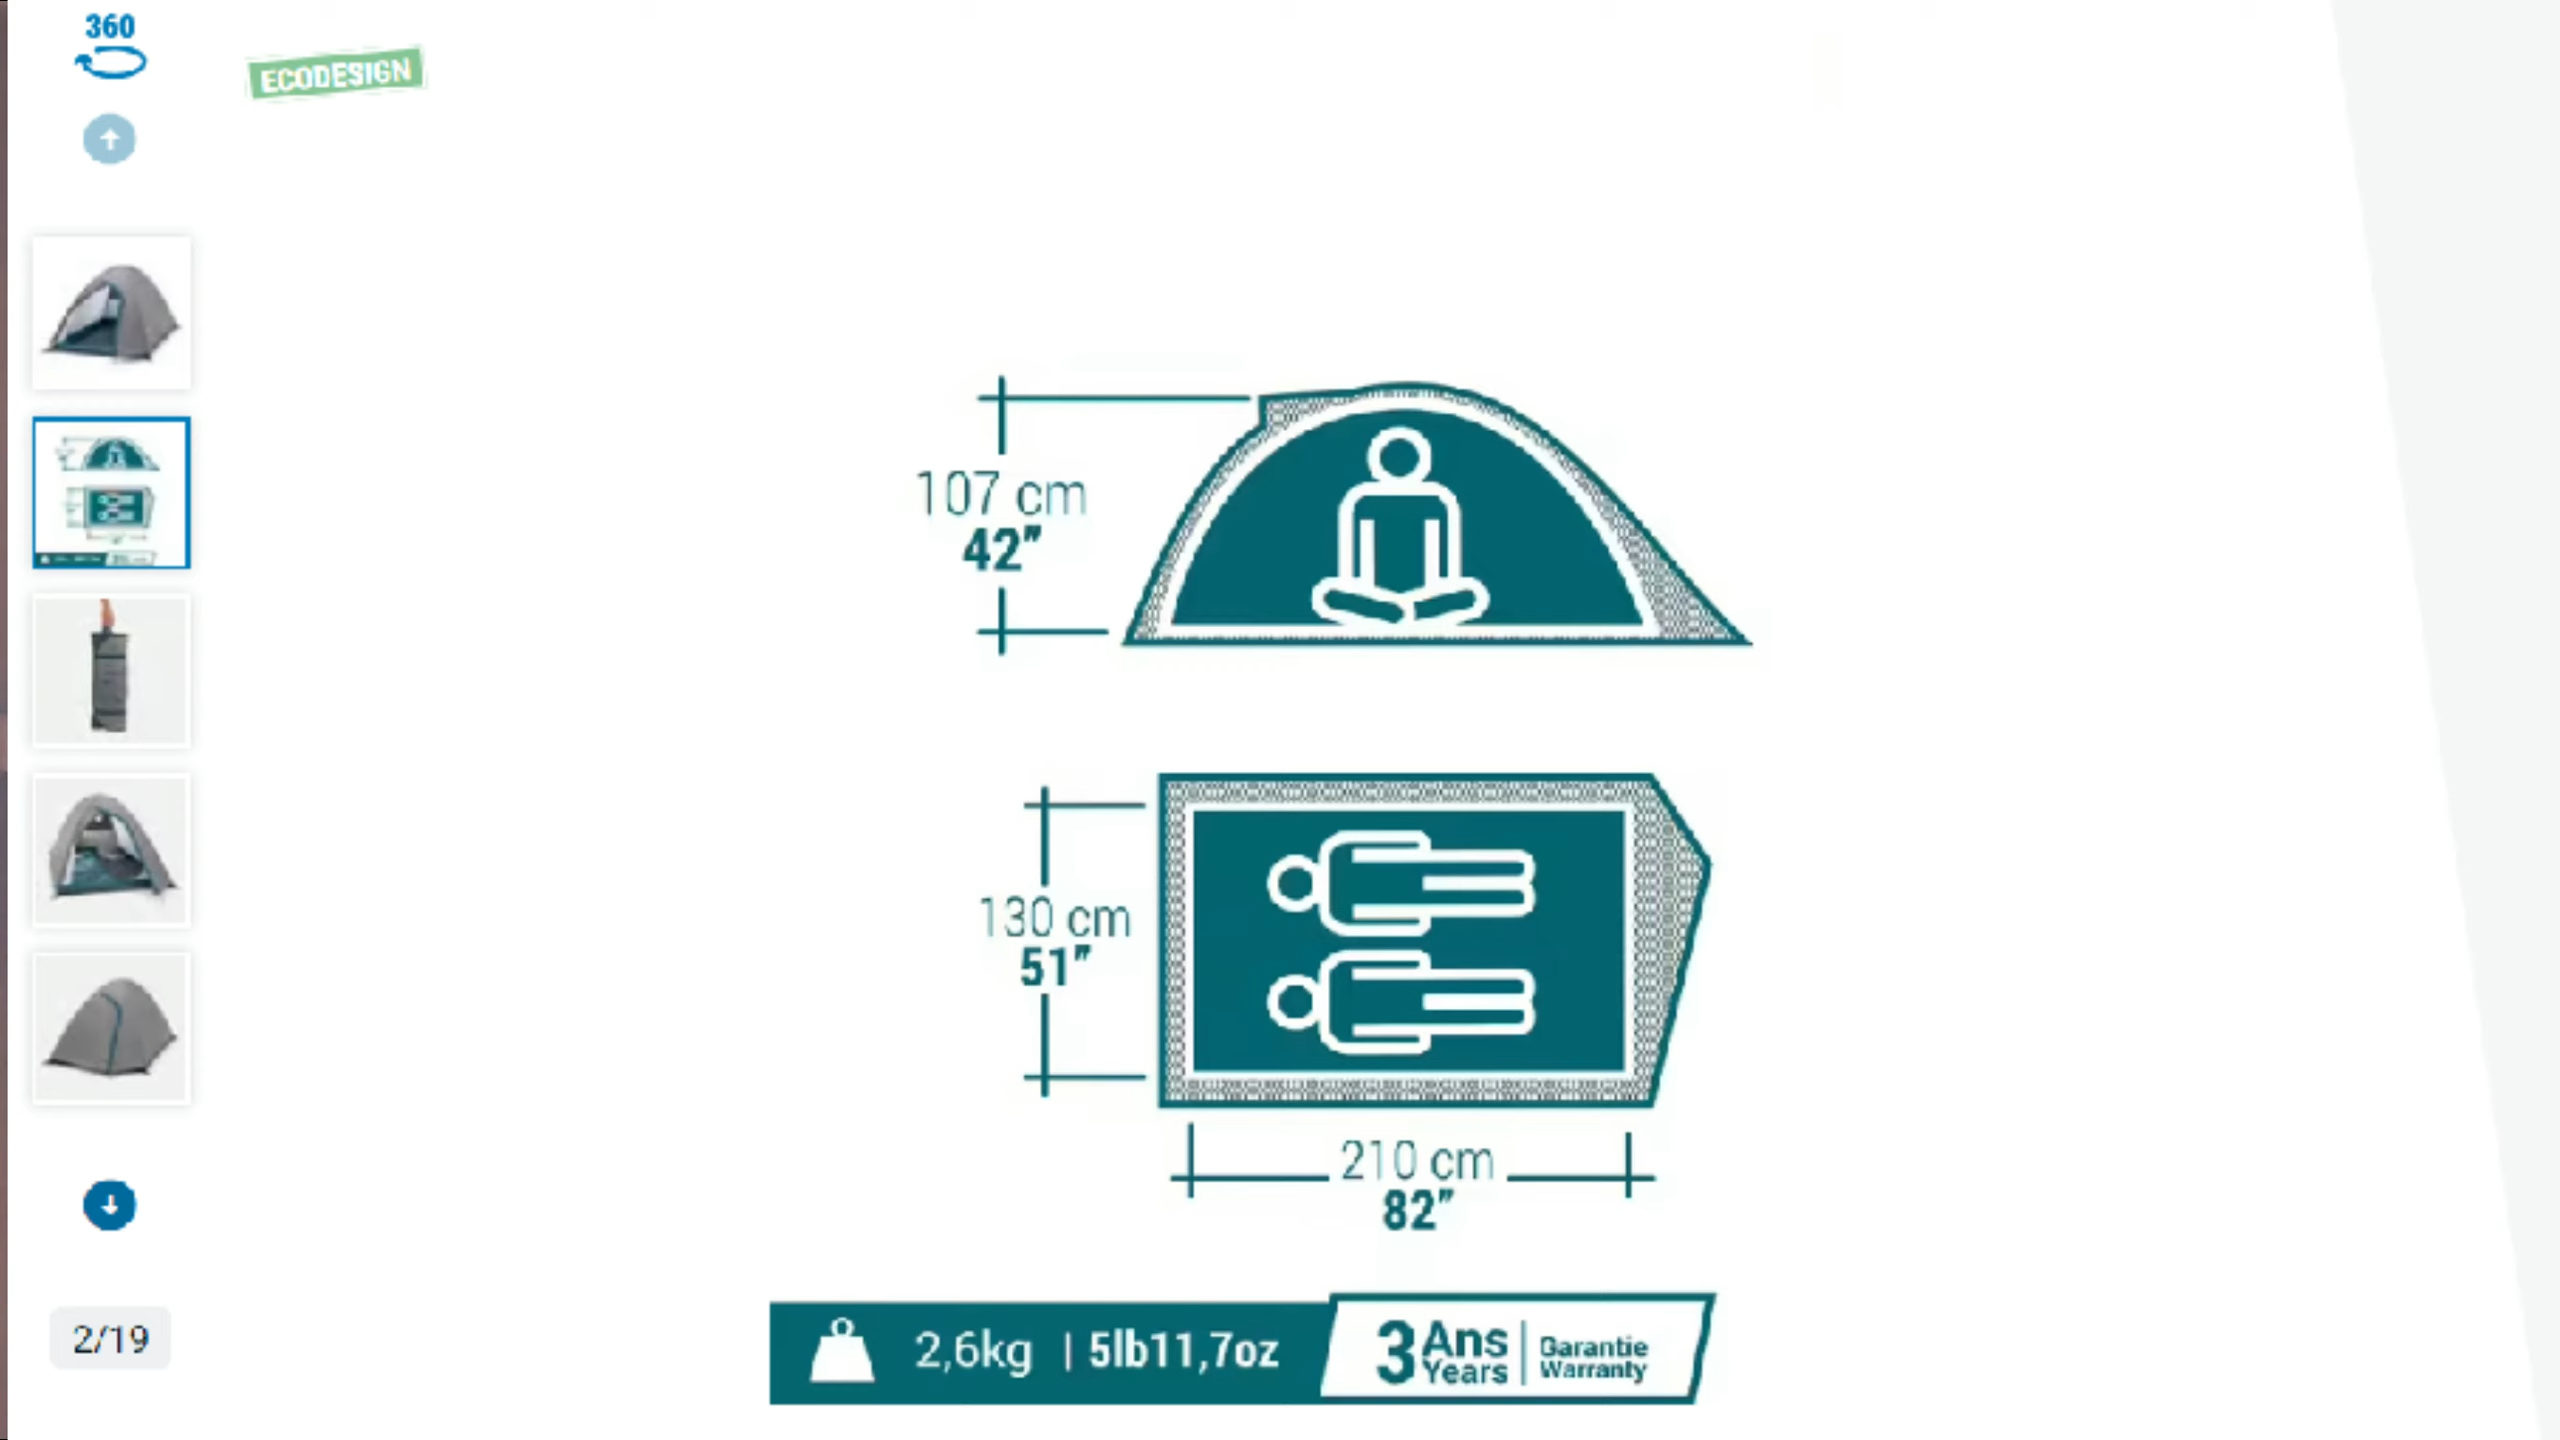 360
ECODESIGN
107 cm
42”
130 cm
51”
210 cm
82”
2,6kg | 5lb11,7oz
3 Ans Years | Garantie Warranty
2/19